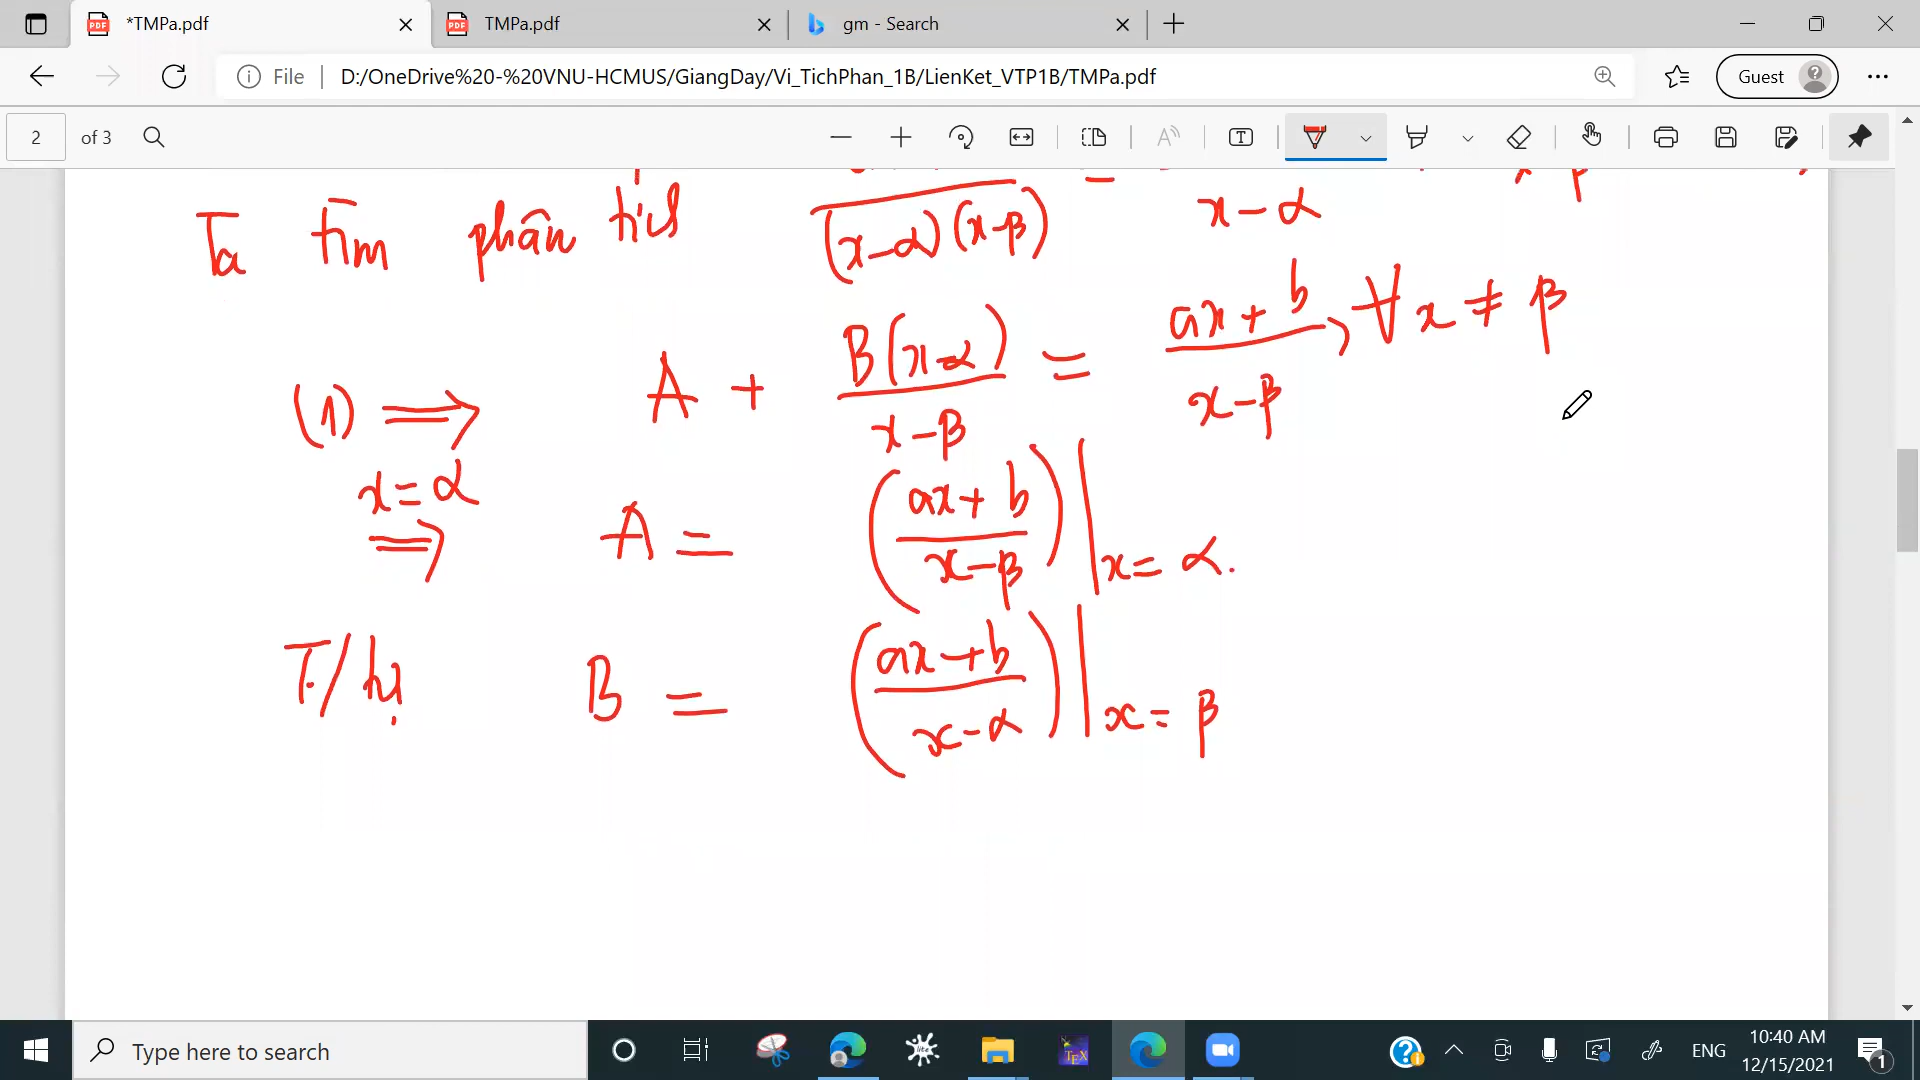 *TMPa.pdf
TMPa.pdf
gm - Search
File
D:/OneDrive%20-%20VNU-HCMUS/GiangDay/Vi_TichPhan_1B/LienKet_VTP1B/TMPa.pdf
Guest
2 of 3
Ta tìm phân tích
(x-α)(x-β)
=
x-α
x-β
(1) ⟹ A + B(x-α)/(x-β) = (ax+b)/(x-β), ∀x ≠ β
x=α
⟹ A = ((ax+b)/(x-β))|x=α.
T/tự B = ((ax+b)/(x-α))|x=β
Type here to search
ENG
10:40 AM
12/15/2021
1